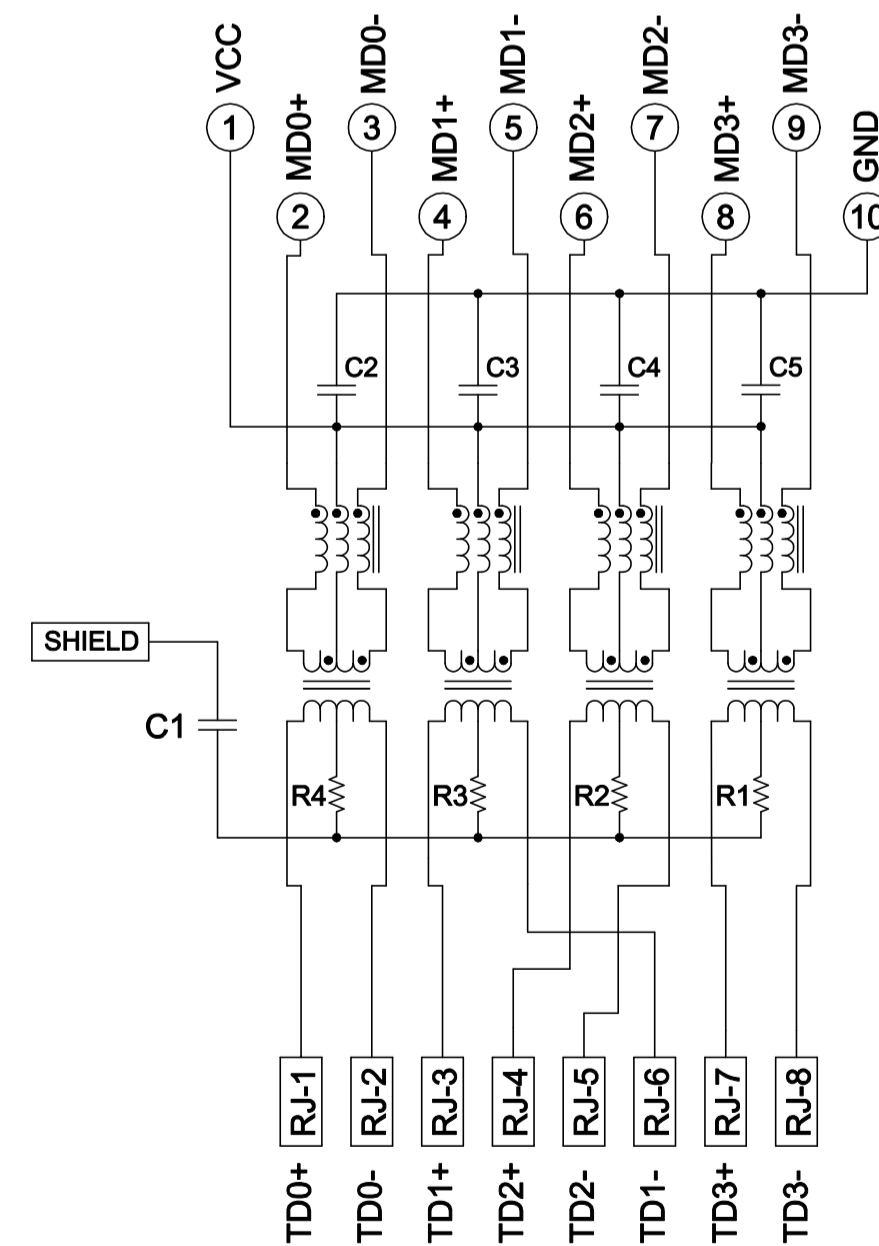 VCC
MD0-
MD1-
MD2-
MD3-
MD0+
MD1+
MD2+
MD3+
GND
1
3
5
7
9
2
4
6
8
10
C2
C3
C4
C5
SHIELD
C1
R4
R3
R2
R1
RJ-1
RJ-2
RJ-3
RJ-4
RJ-5
RJ-6
RJ-7
RJ-8
TD0+
TD0-
TD1+
TD2+
TD2-
TD1-
TD3+
TD3-